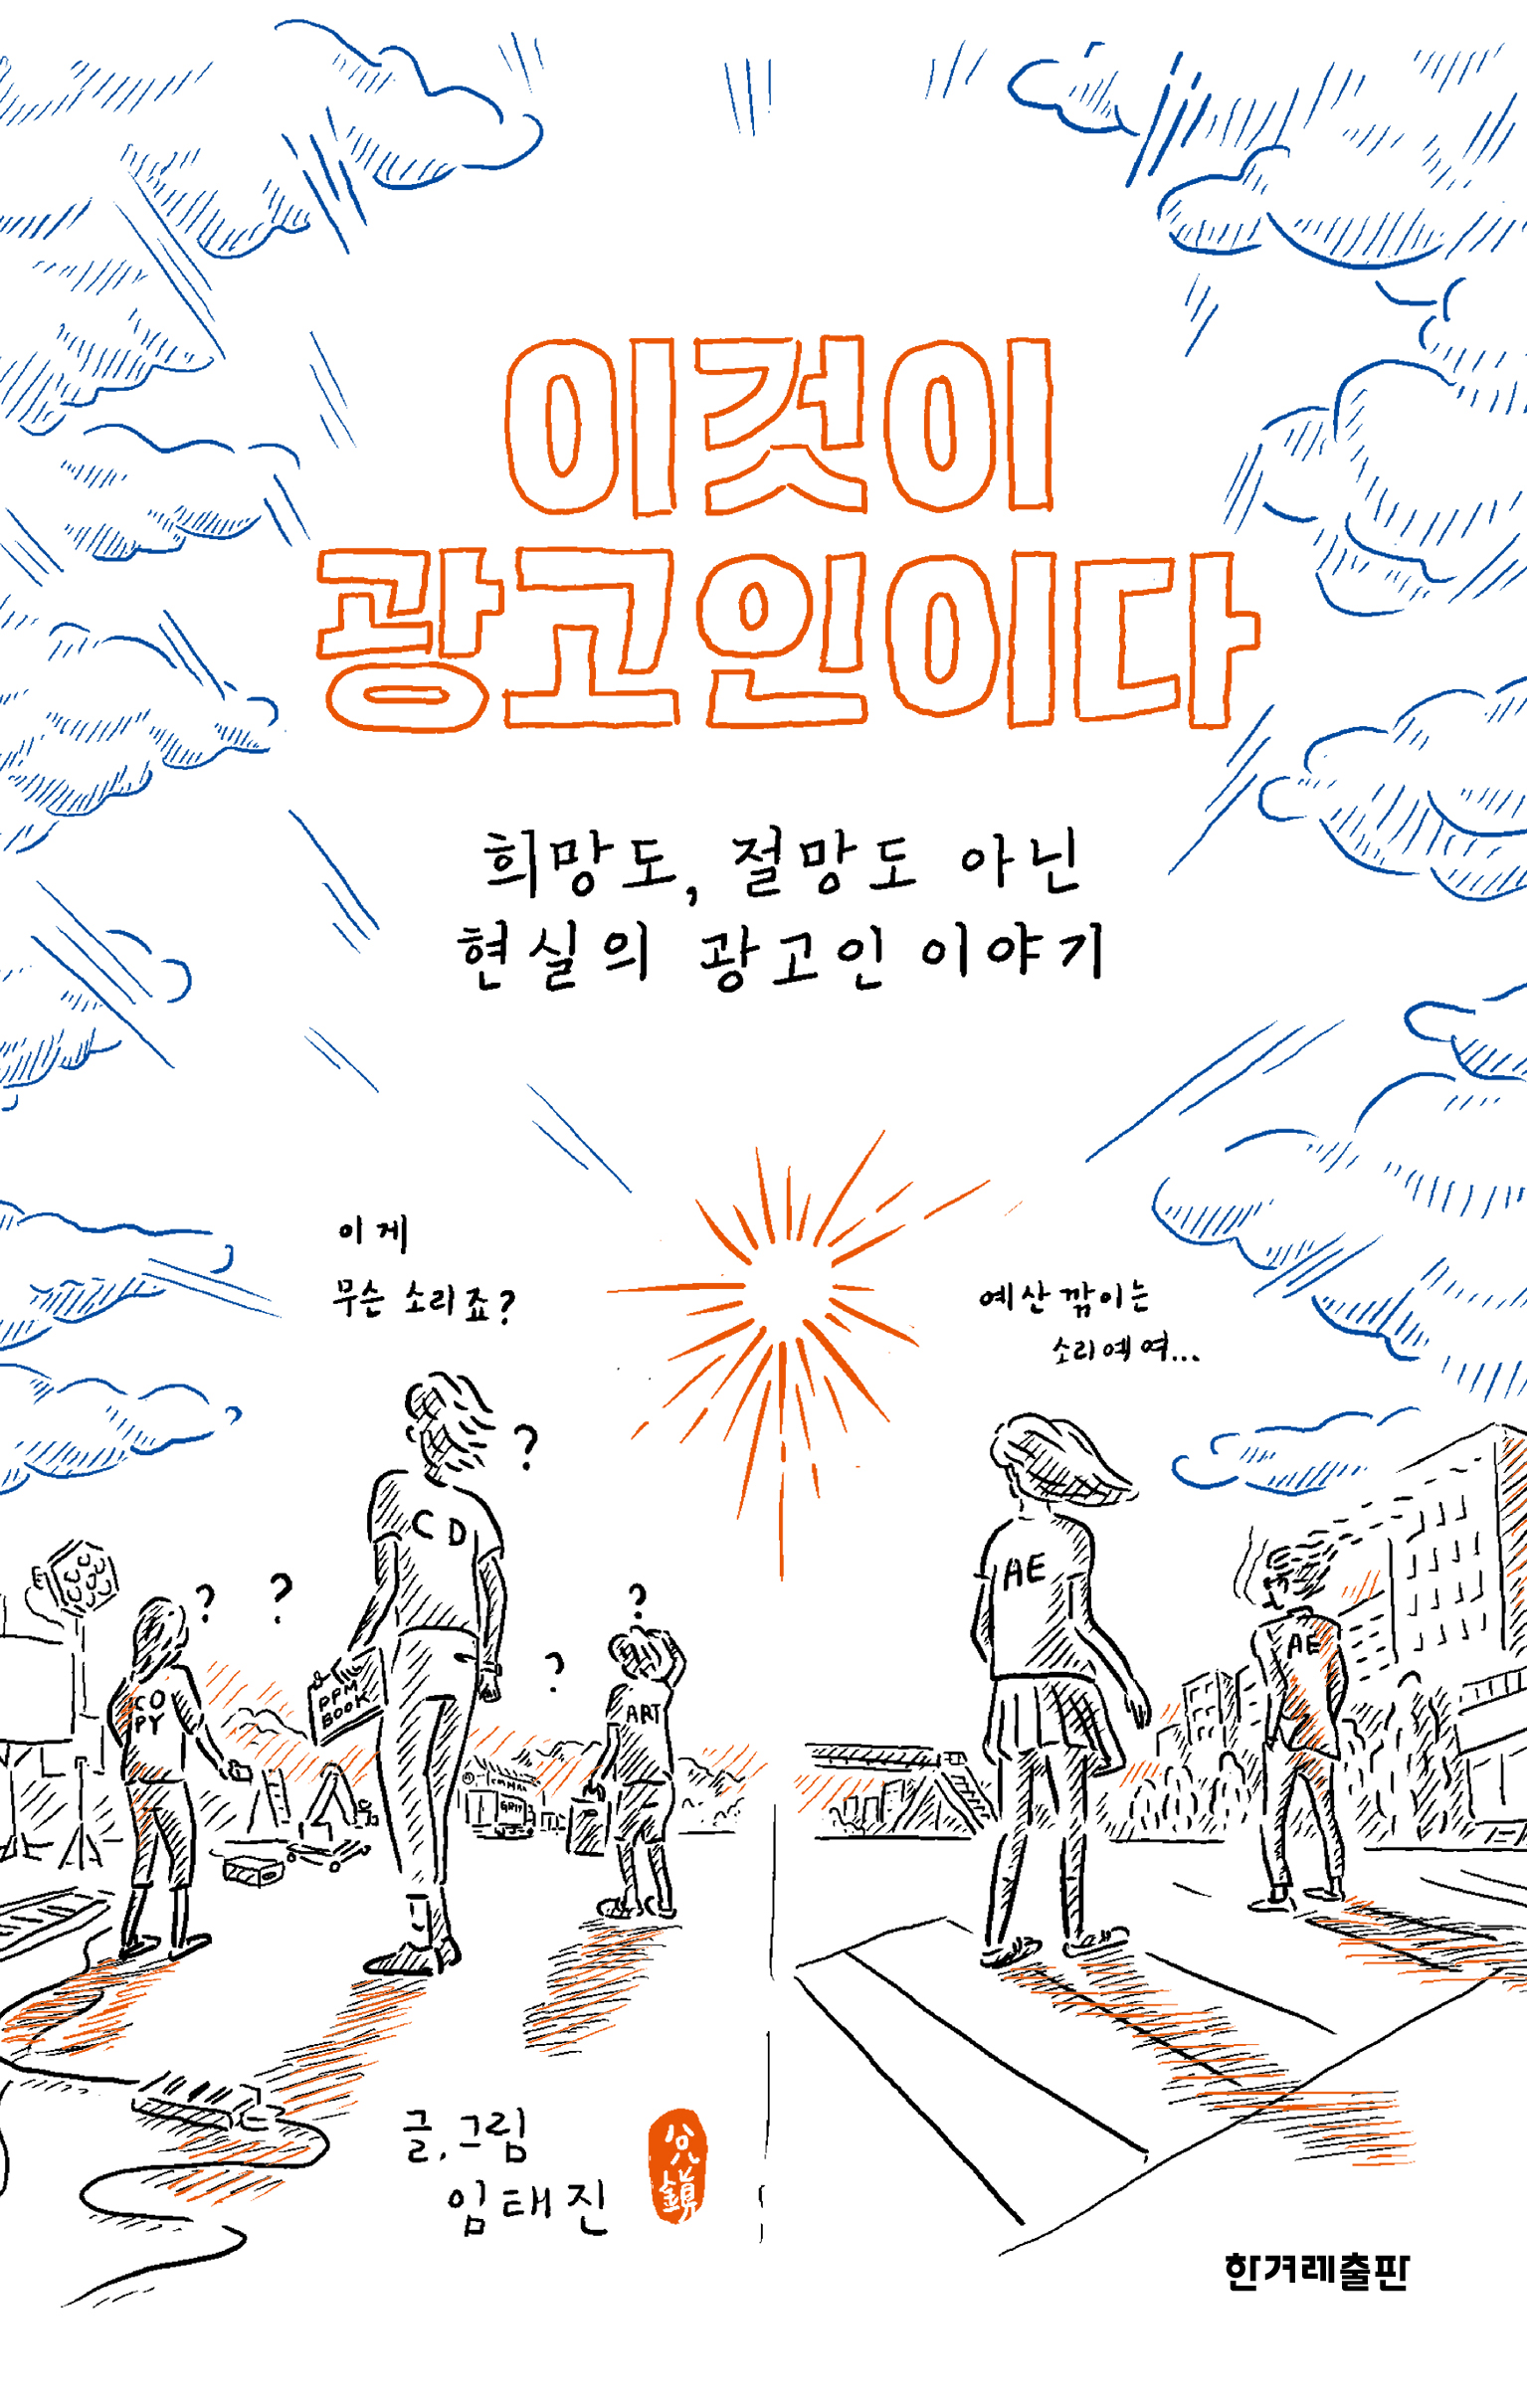 이것이
광고인이다
희망도, 절망도 아닌
현실의 광고인 이야기
이게
무슨 소리죠?
예산 깎이는
소리예여...
?
CD
AE
? ?
?
AE
?
CO
PY
PPM
BOOK
ART
글, 그림
임태진
한겨레출판